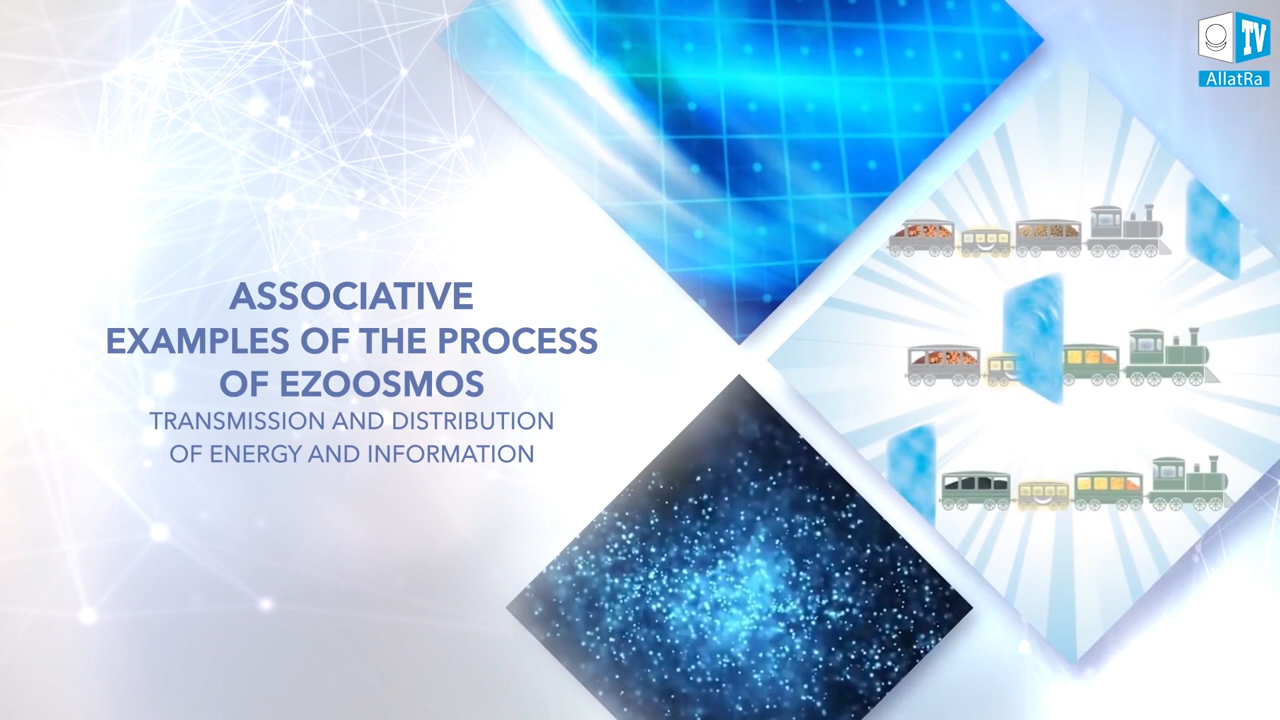 TV
AllatRa
ASSOCIATIVE
EXAMPLES OF THE PROCESS
OF EZOOSMOS
TRANSMISSION AND DISTRIBUTION
OF ENERGY AND INFORMATION